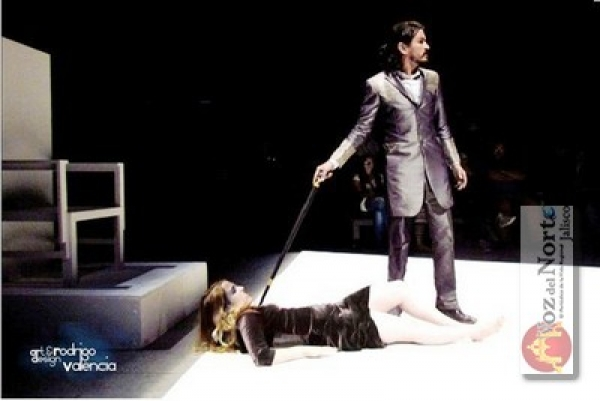 art & rodrigo
design valencia
Voz del Norte
Jalisco